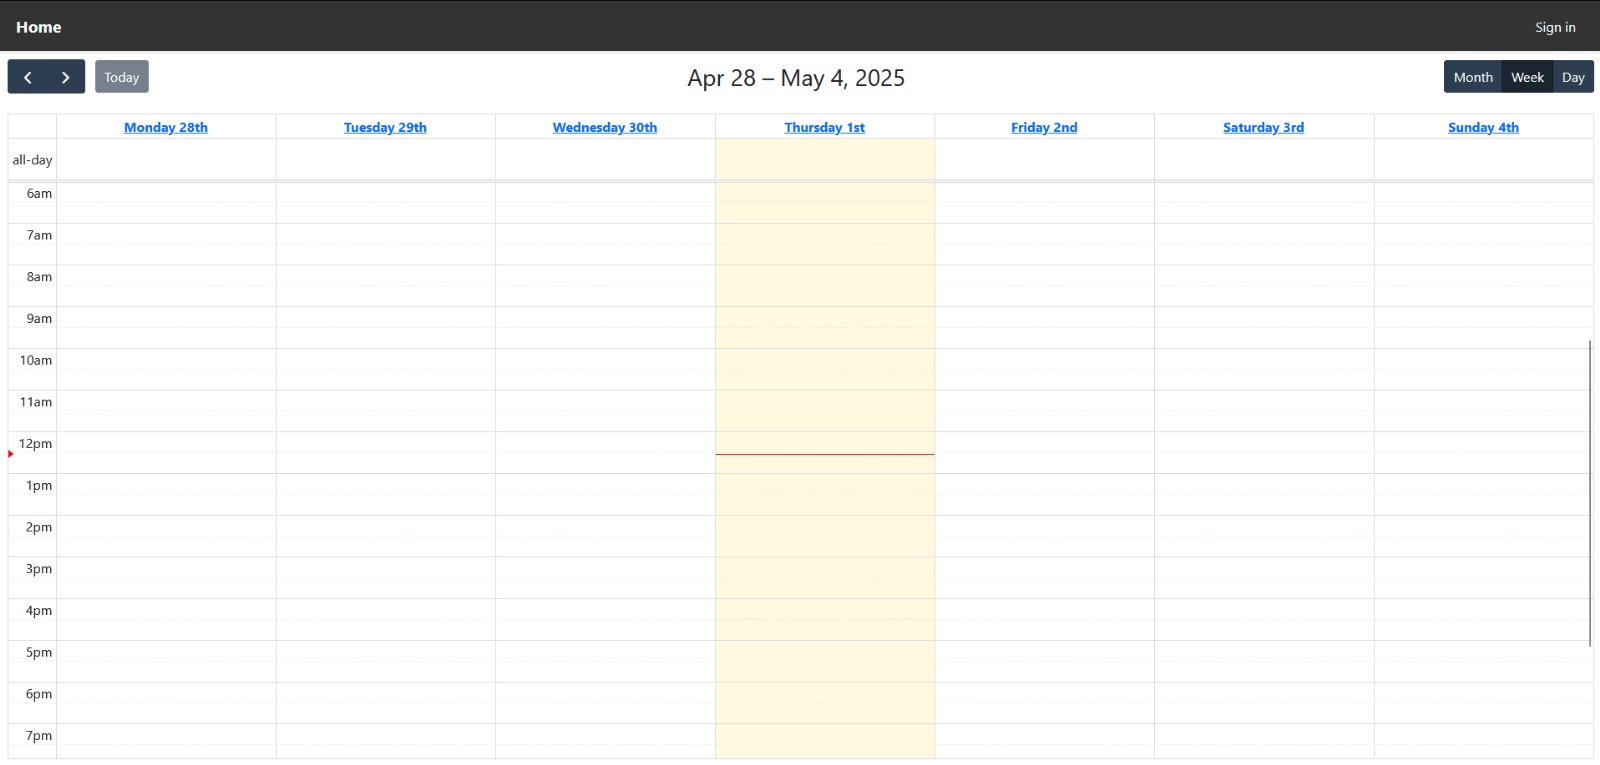 Home
Sign in
Today
Apr 28 – May 4, 2025
Month Week Day
Monday 28th Tuesday 29th Wednesday 30th Thursday 1st Friday 2nd Saturday 3rd Sunday 4th
all-day
6am
7am
8am
9am
10am
11am
12pm
1pm
2pm
3pm
4pm
5pm
6pm
7pm